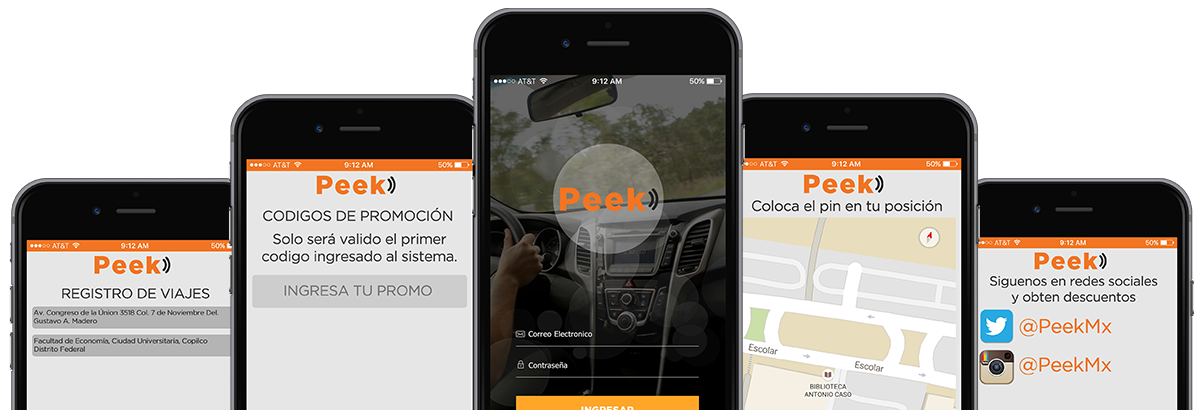 AT&T 9:12 AM 50%
Peek
REGISTRO DE VIAJES
Av. Congreso de la Union 3518 Col. 7 de Noviembre Del.
Gustavo A. Madero
Facultad de Economía, Ciudad Universitaria, Copilco
Distrito Federal
AT&T 9:12 AM 50%
Peek
CODIGOS DE PROMOCIÓN
Solo será valido el primer
codigo ingresado al sistema.
INGRESA TU PROMO
AT&T 9:12 AM 50%
Peek
Correo Electronico
Contraseña
INGRESAR
AT&T 9:12 AM 50%
Peek
Coloca el pin en tu posición
Escolar
Escolar
BIBLIOTECA
ANTONIO CASO
AT&T 9:12 AM 50%
Peek
Siguenos en redes sociales
y obten descuentos
@PeekMx
@PeekMx